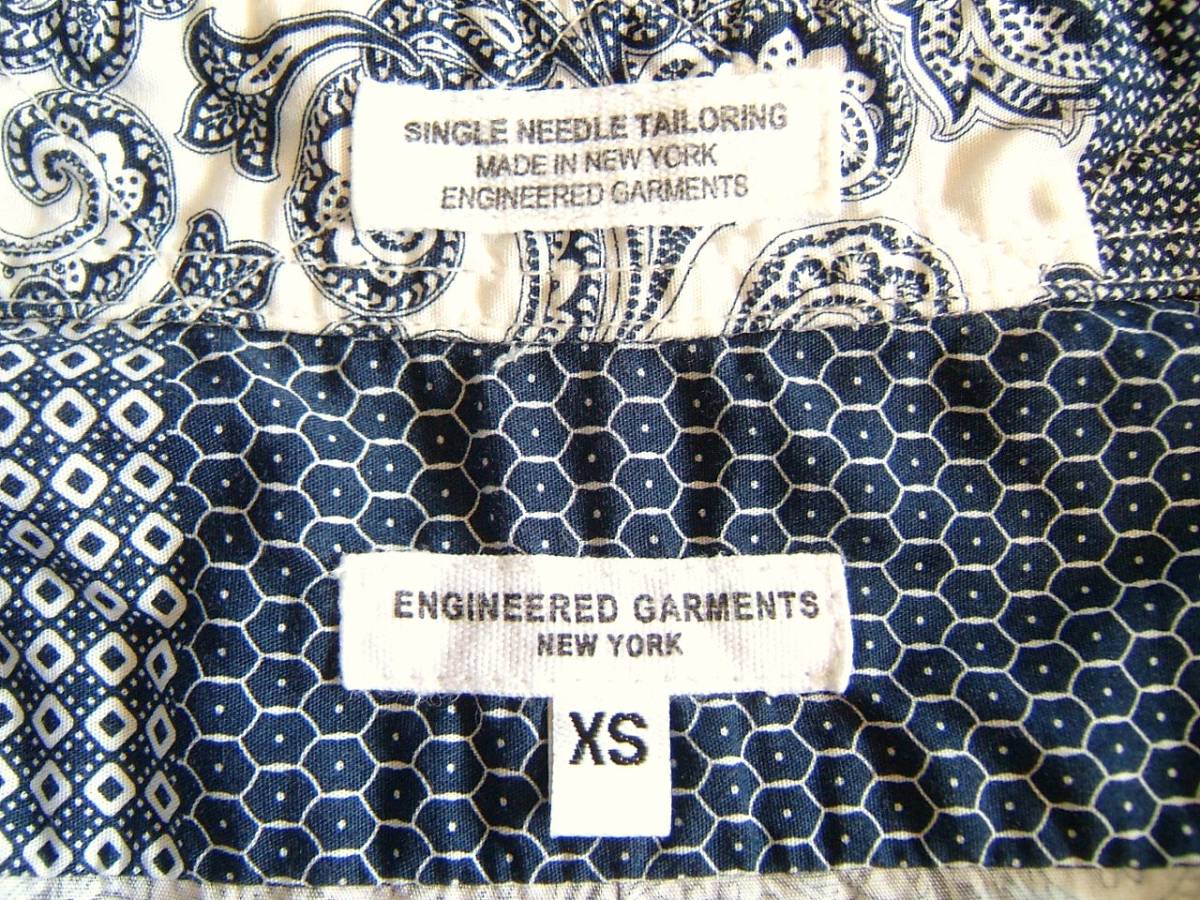 SINGLE NEEDLE TAILORING
MADE IN NEW YORK
ENGINEERED GARMENTS
ENGINEERED GARMENTS
NEW YORK
XS